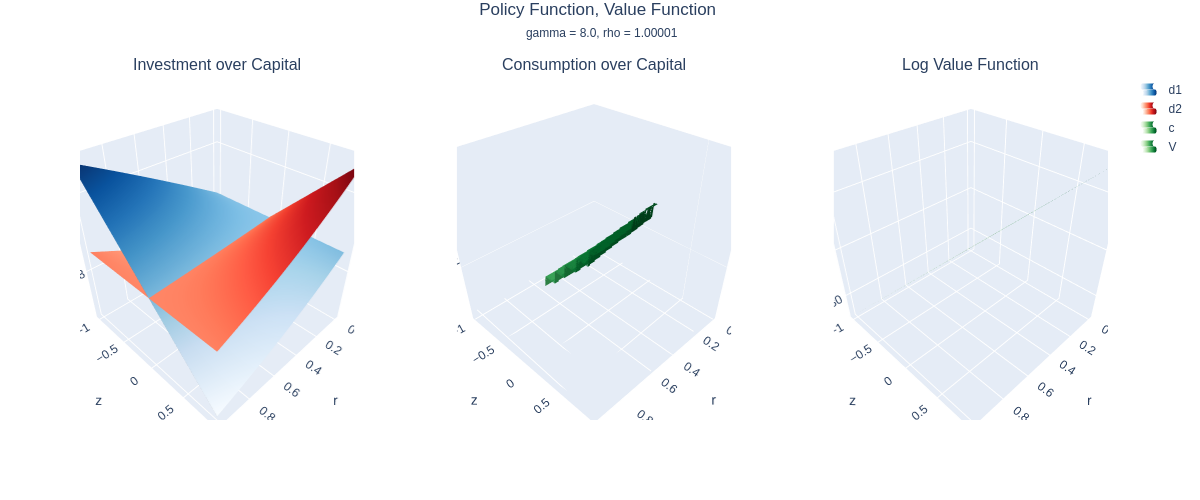 Policy Function, Value Function
gamma = 8.0, rho = 1.00001
Investment over Capital
Consumption over Capital
Log Value Function
d1
d2
c
V
−0.5
0
0.5
z
0.2
0.4
0.6
0.8
r
−0.5
0
0.5
z
0.2
0.4
0.6
r
−0.5
0
0.5
z
0.2
0.4
0.6
0.8
r